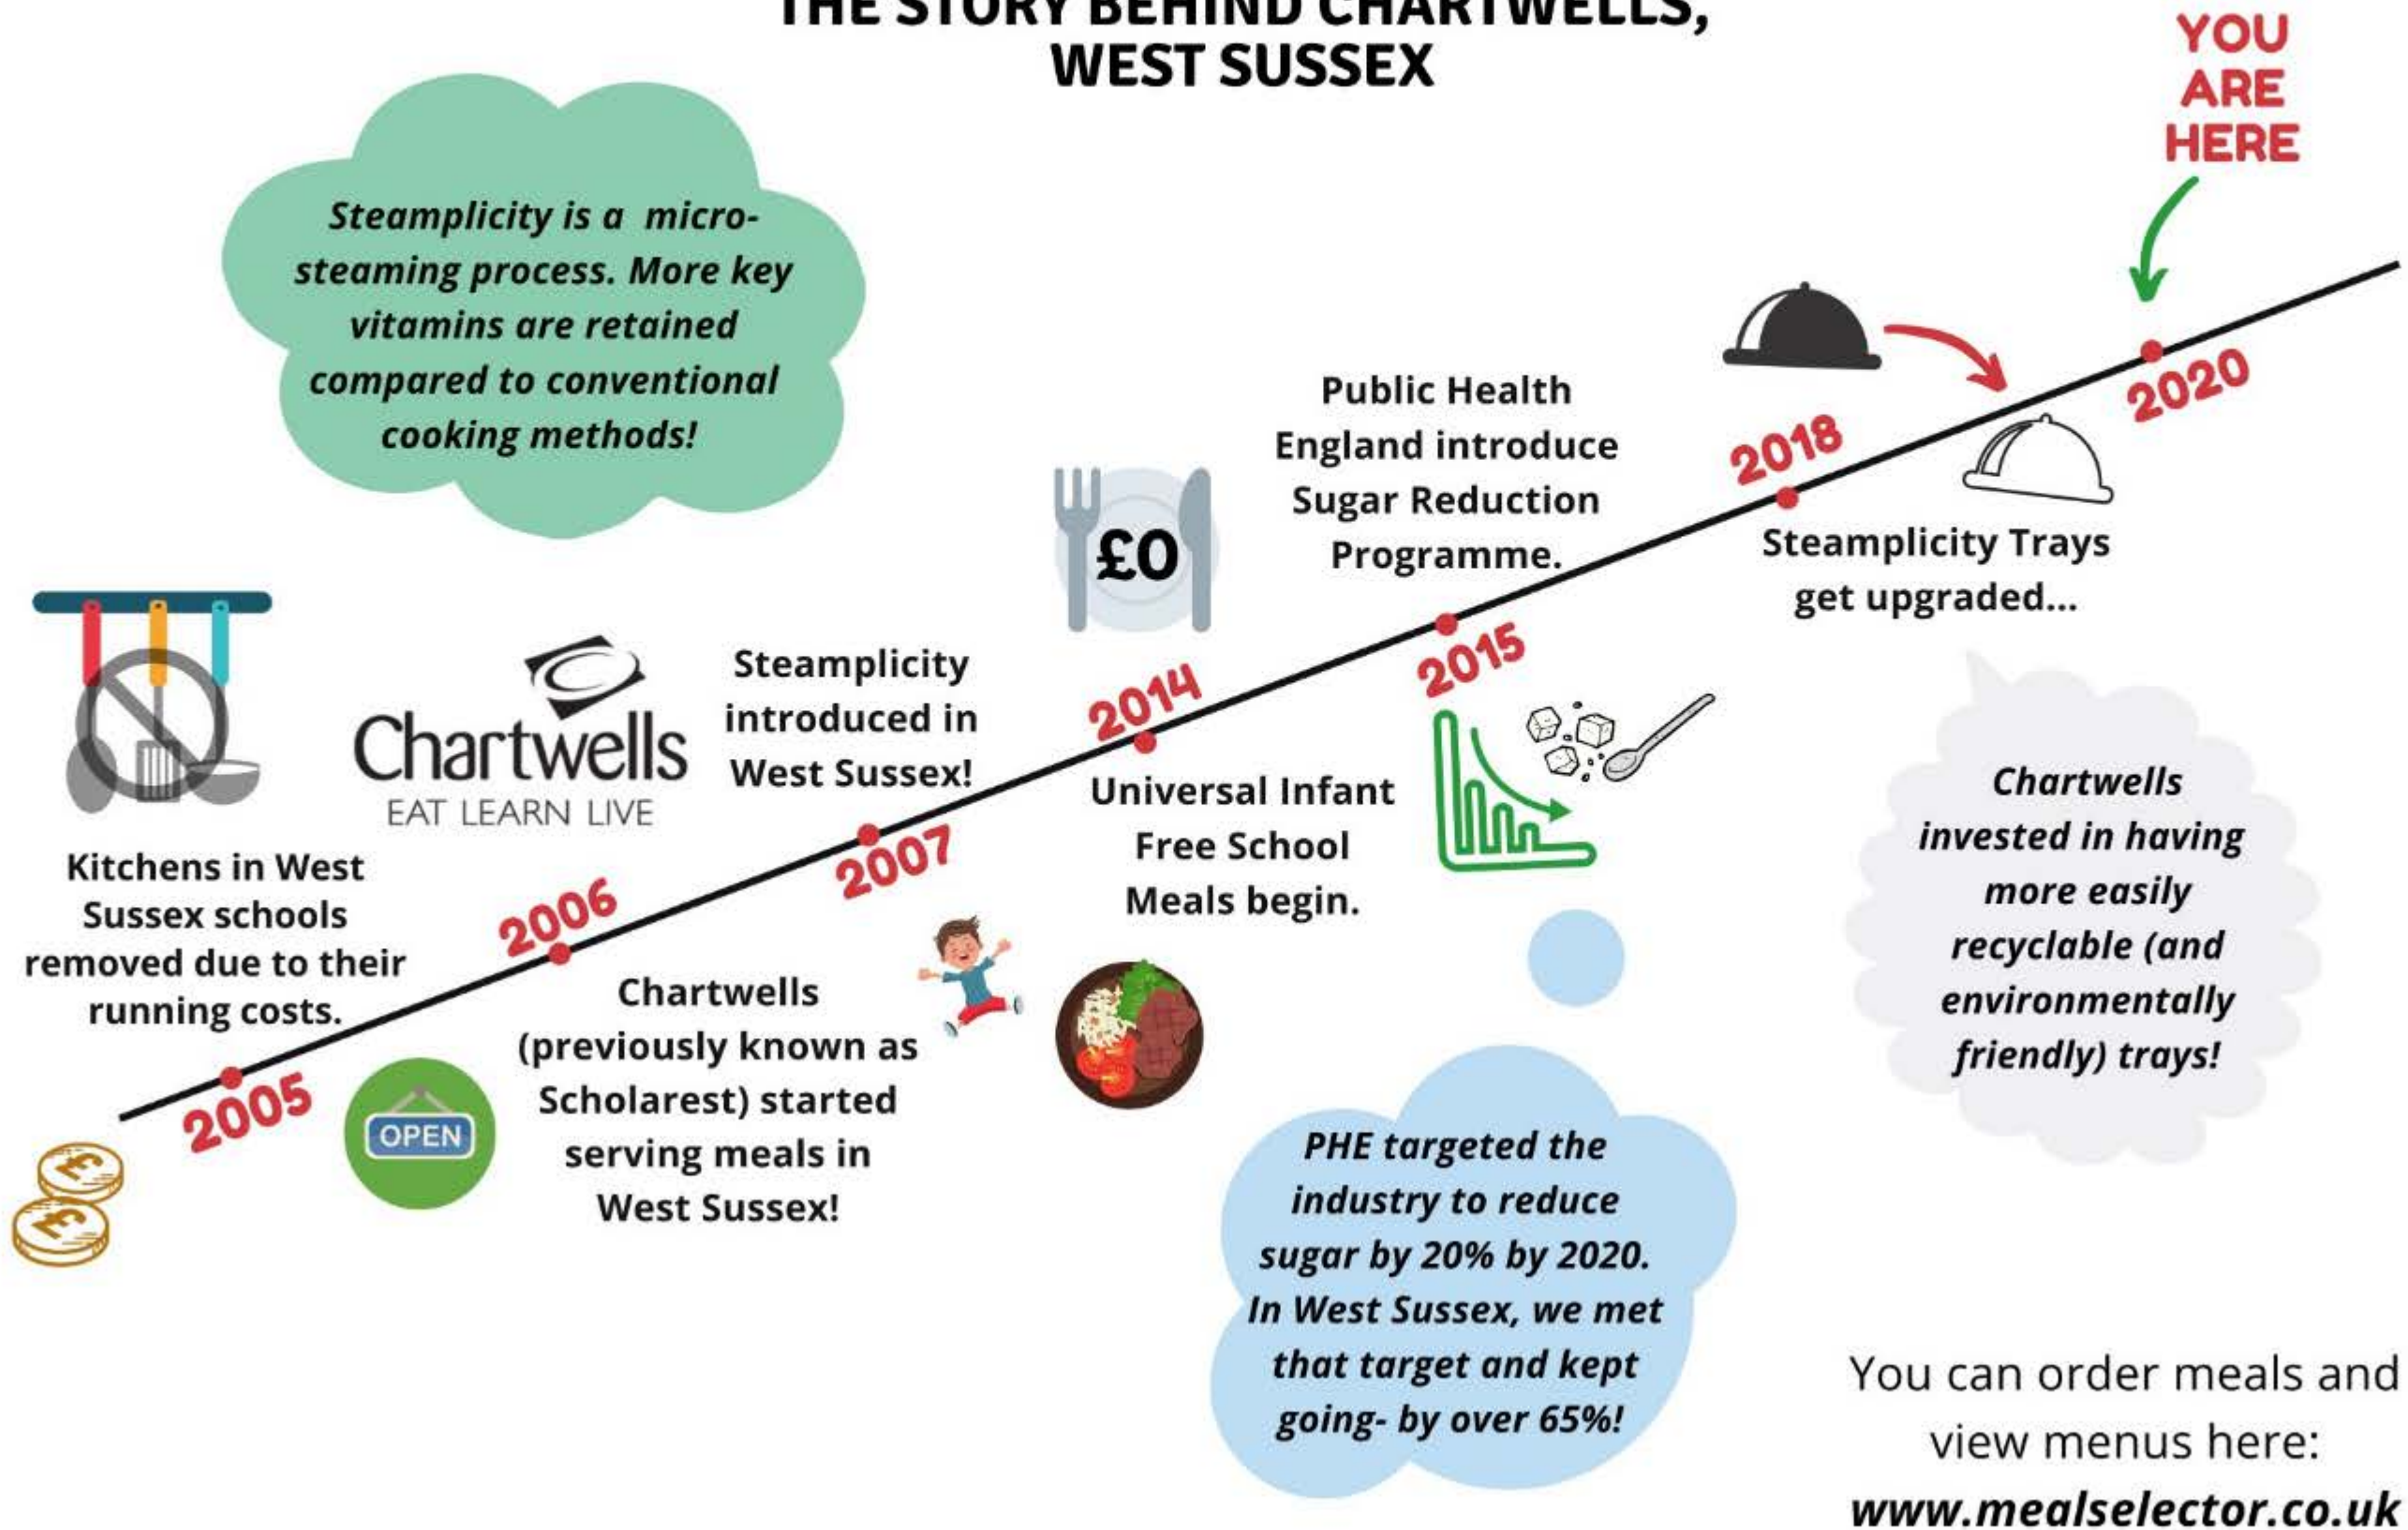 THE STORY BEHIND CHARTWELLS,
WEST SUSSEX
YOU
ARE
HERE
Steamplicity is a micro-
steaming process. More key
vitamins are retained
compared to conventional
cooking methods!
Kitchens in West
Sussex schools
removed due to their
running costs.
2005
£
£
OPEN
Chartwells
EAT LEARN LIVE
2006
Chartwells
(previously known as
Scholarest) started
serving meals in
West Sussex!
Steamplicity
introduced in
West Sussex!
2007
£0
2014
Universal Infant
Free School
Meals begin.
Public Health
England introduce
Sugar Reduction
Programme.
2015
PHE targeted the
industry to reduce
sugar by 20% by 2020.
In West Sussex, we met
that target and kept
going- by over 65%!
2018
Steamplicity Trays
get upgraded...
Chartwells
invested in having
more easily
recyclable (and
environmentally
friendly) trays!
2020
You can order meals and
view menus here:
www.mealselector.co.uk